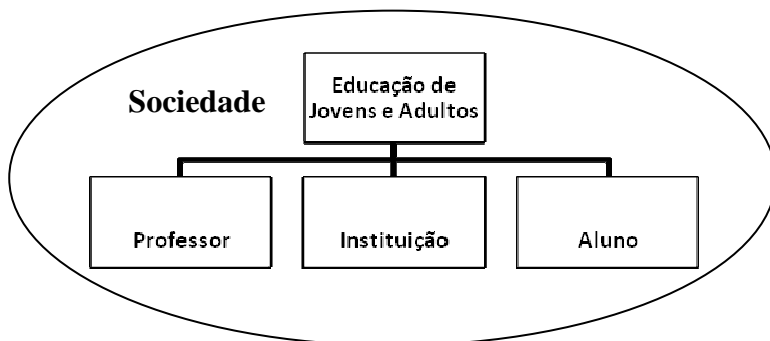 Sociedade
Educação de
Jovens e Adultos
Professor
Instituição
Aluno